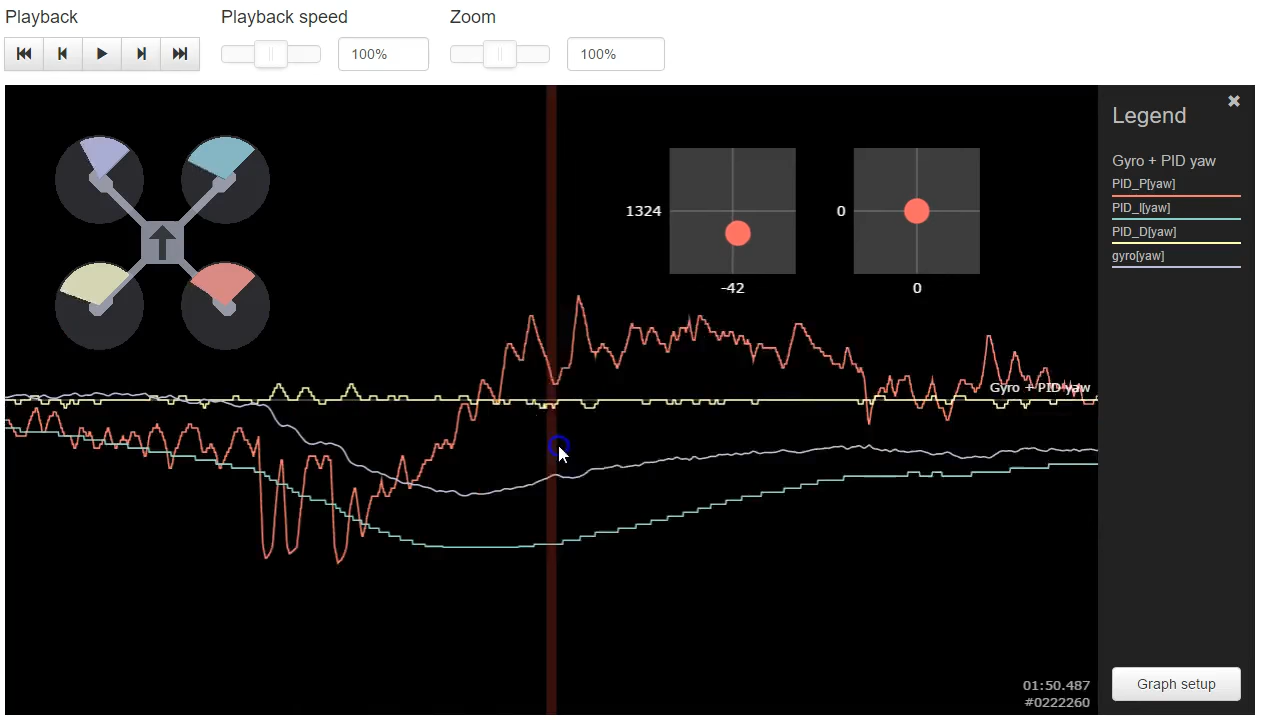 Playback
Playback speed
Zoom
100%
100%
Legend
Gyro + PID yaw
PID_P[yaw]
PID_I[yaw]
PID_D[yaw]
gyro[yaw]
1324
-42
0
0
Gyro + PID yaw
01:50.487
#0222260
Graph setup